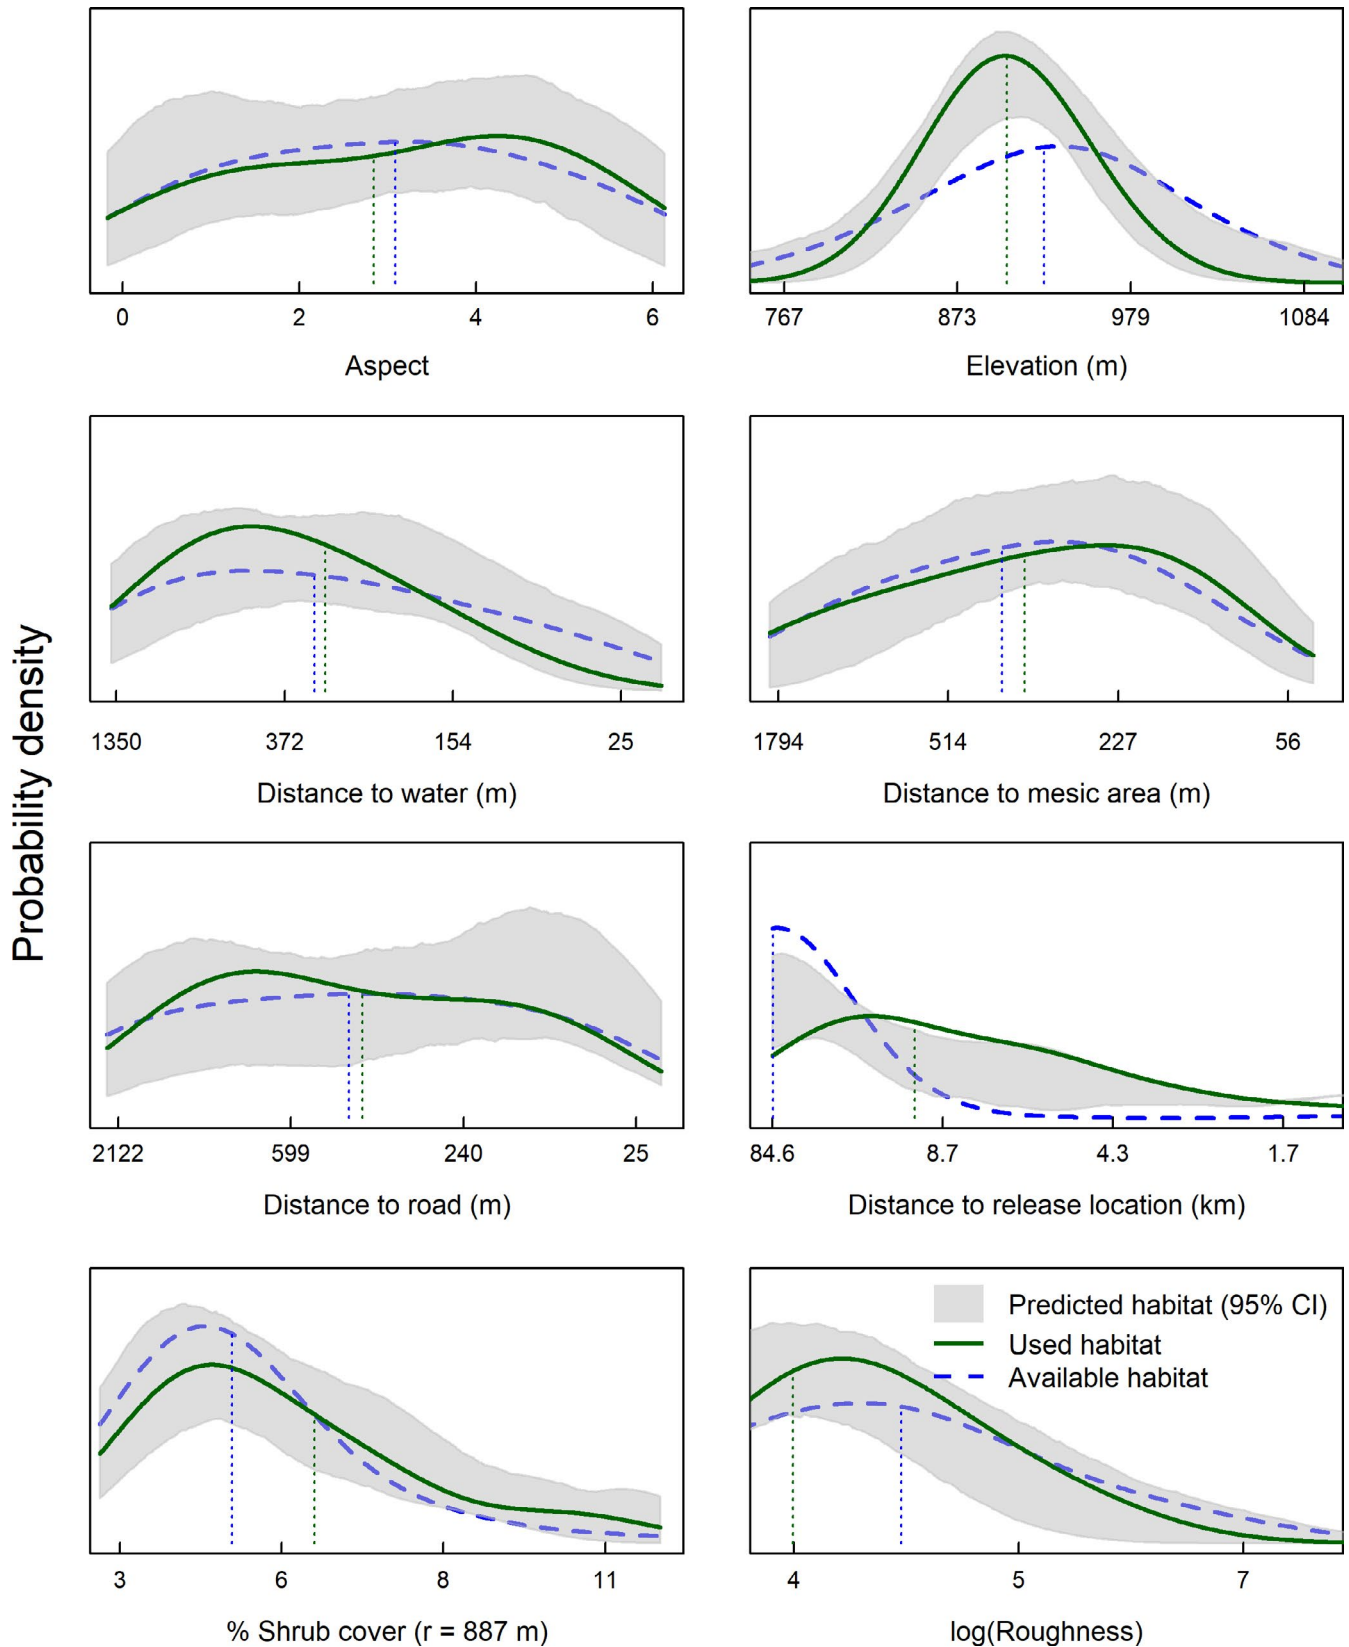 Probability density
0 2 4 6
Aspect
767 873 979 1084
Elevation (m)
1350 372 154 25
Distance to water (m)
1794 514 227 56
Distance to mesic area (m)
2122 599 240 25
Distance to road (m)
84.6 8.7 4.3 1.7
Distance to release location (km)
3 6 8 11
% Shrub cover (r = 887 m)
Predicted habitat (95% CI)
Used habitat
Available habitat
4 5 7
log(Roughness)